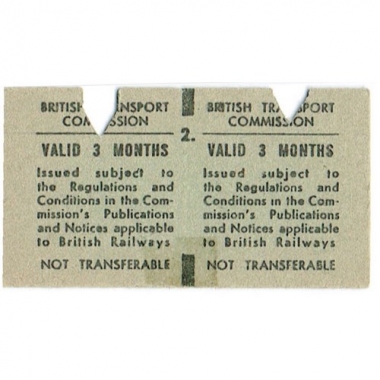 BRITISH TRANSPORT
COMMISSION
VALID 3 MONTHS
Issued subject to
the Regulations and
Conditions in the Com-
mission's Publications
and Notices applicable
to British Railways
NOT TRANSFERABLE
2.
BRITISH TRANSPORT
COMMISSION
VALID 3 MONTHS
Issued subject to
the Regulations and
Conditions in the Com-
mission's Publications
and Notices applicable
to British Railways
NOT TRANSFERABLE